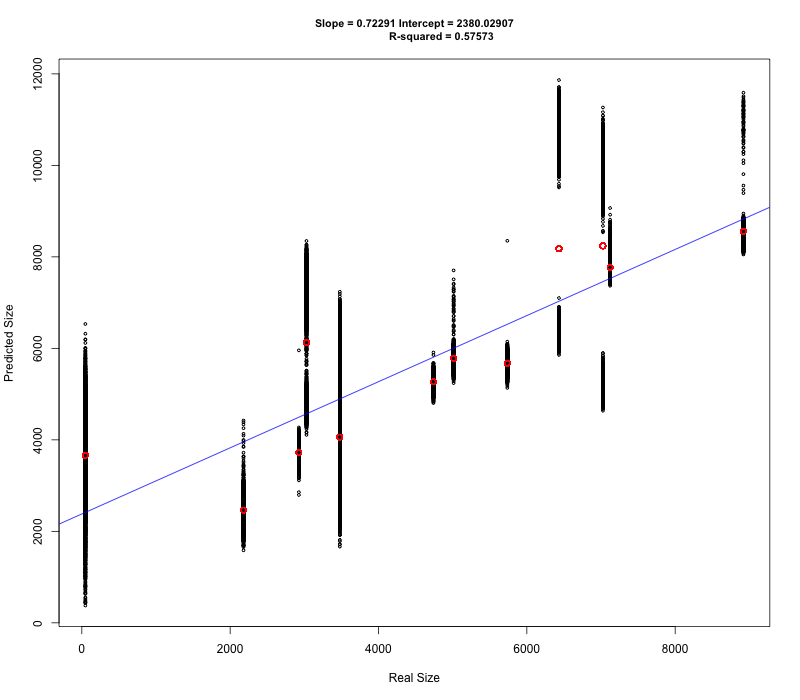 Slope = 0.72291 Intercept = 2380.02907
R-squared = 0.57573
Predicted Size
12000
10000
8000
6000
4000
2000
0
0 2000 4000 6000 8000
Real Size